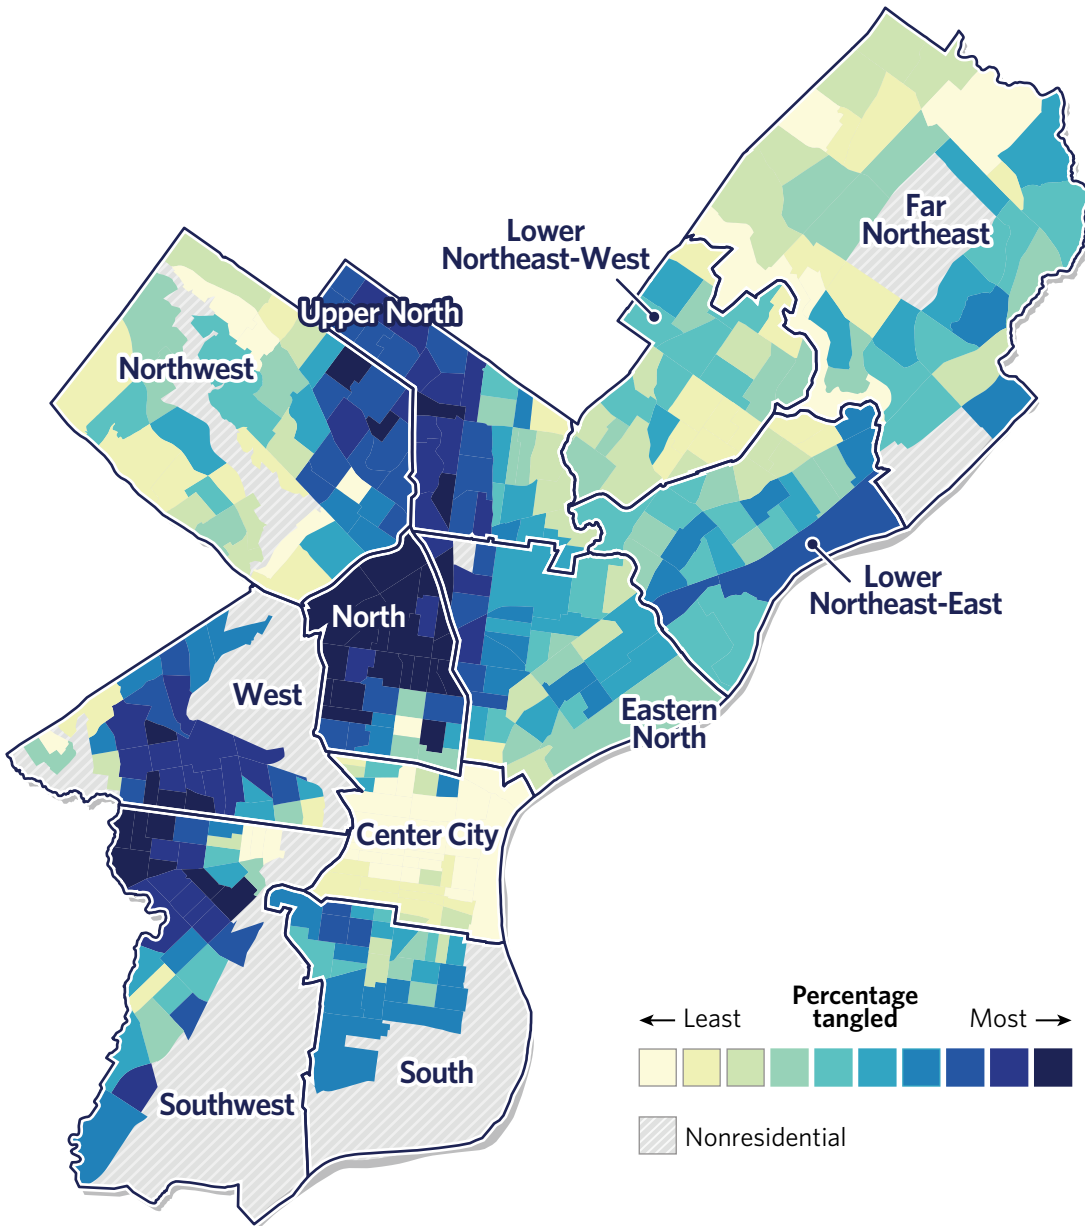 Far
Northeast
Lower
Northeast-West
Upper North
Northwest
Lower
Northeast-East
North
West
Eastern
North
Center City
South
Southwest
Percentage
tangled
← Least
Most →
Nonresidential